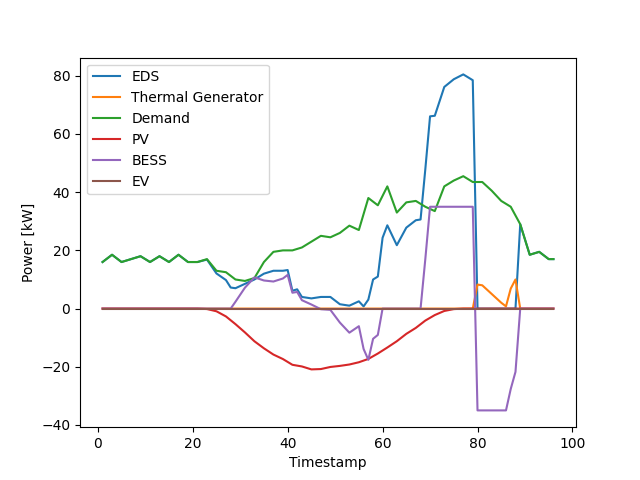 EDS
Thermal Generator
Demand
PV
BESS
EV
Power [kW]
80
60
40
20
0
−20
−40
0 20 40 60 80 100
Timestamp